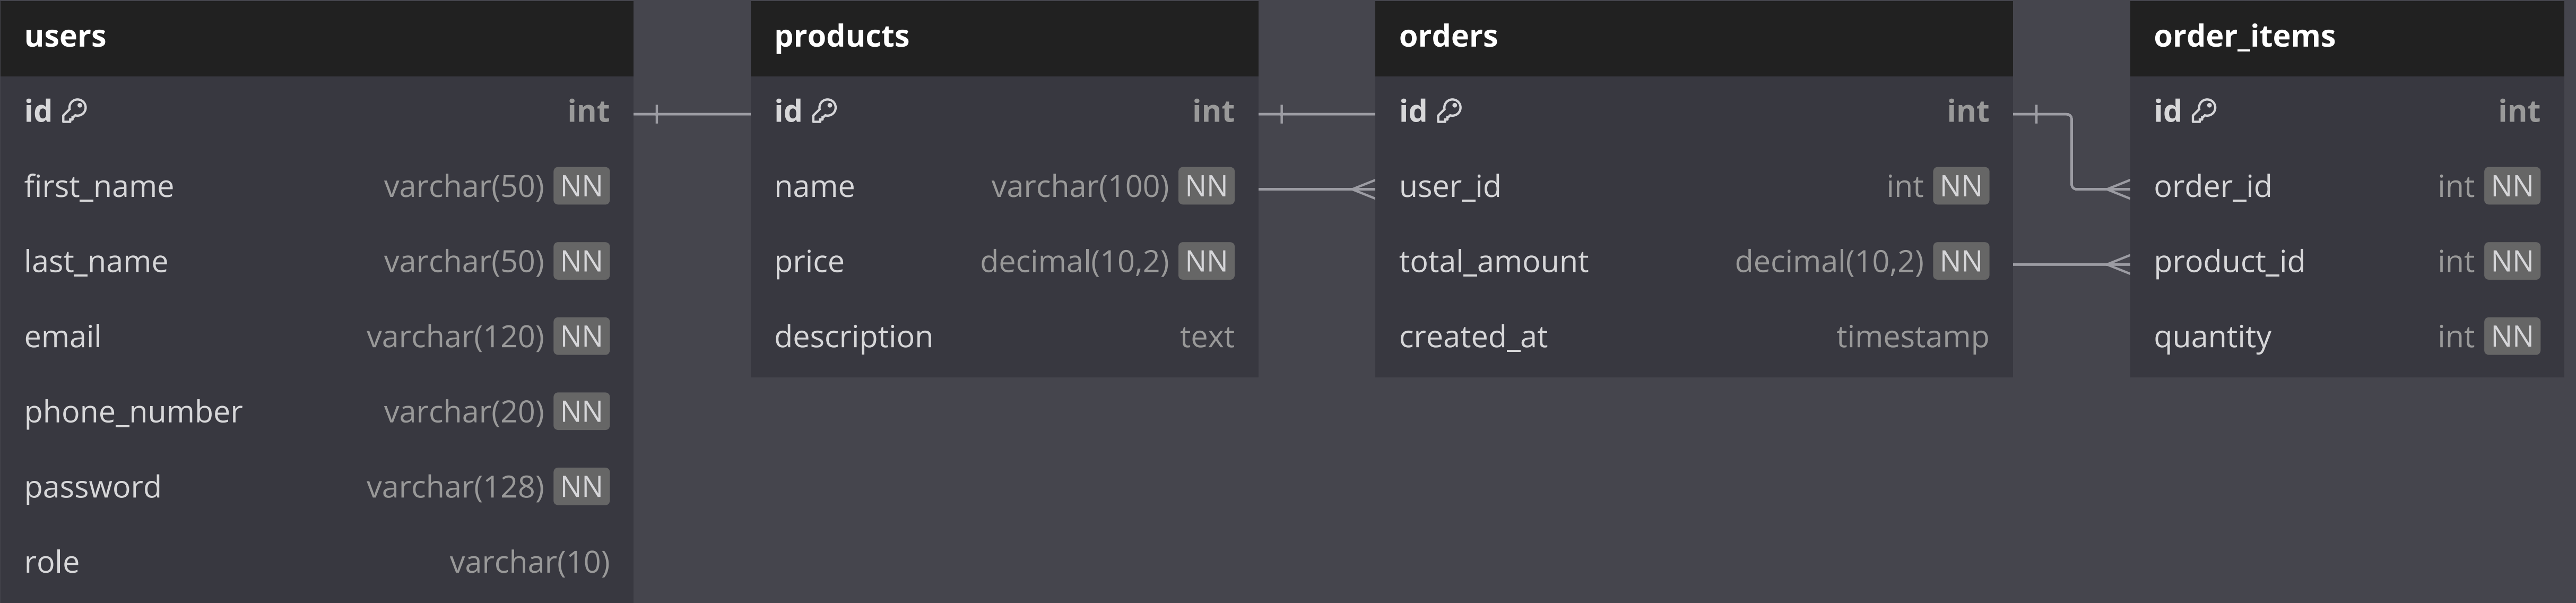 users
id int
first_name varchar(50) NN
last_name varchar(50) NN
email varchar(120) NN
phone_number varchar(20) NN
password varchar(128) NN
role varchar(10)
products
id int
name varchar(100) NN
price decimal(10,2) NN
description text
orders
id int
user_id int NN
total_amount decimal(10,2) NN
created_at timestamp
order_items
id int
order_id int NN
product_id int NN
quantity int NN